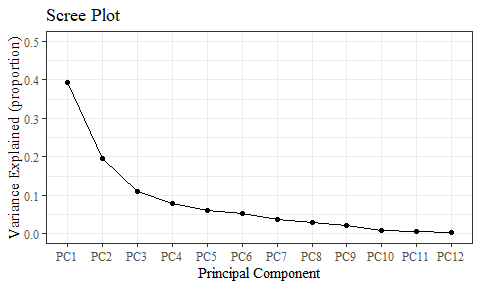 Scree Plot
Variance Explained (proportion)
0.5
0.4
0.3
0.2
0.1
0.0
PC1 PC2 PC3 PC4 PC5 PC6 PC7 PC8 PC9 PC10 PC11 PC12
Principal Component